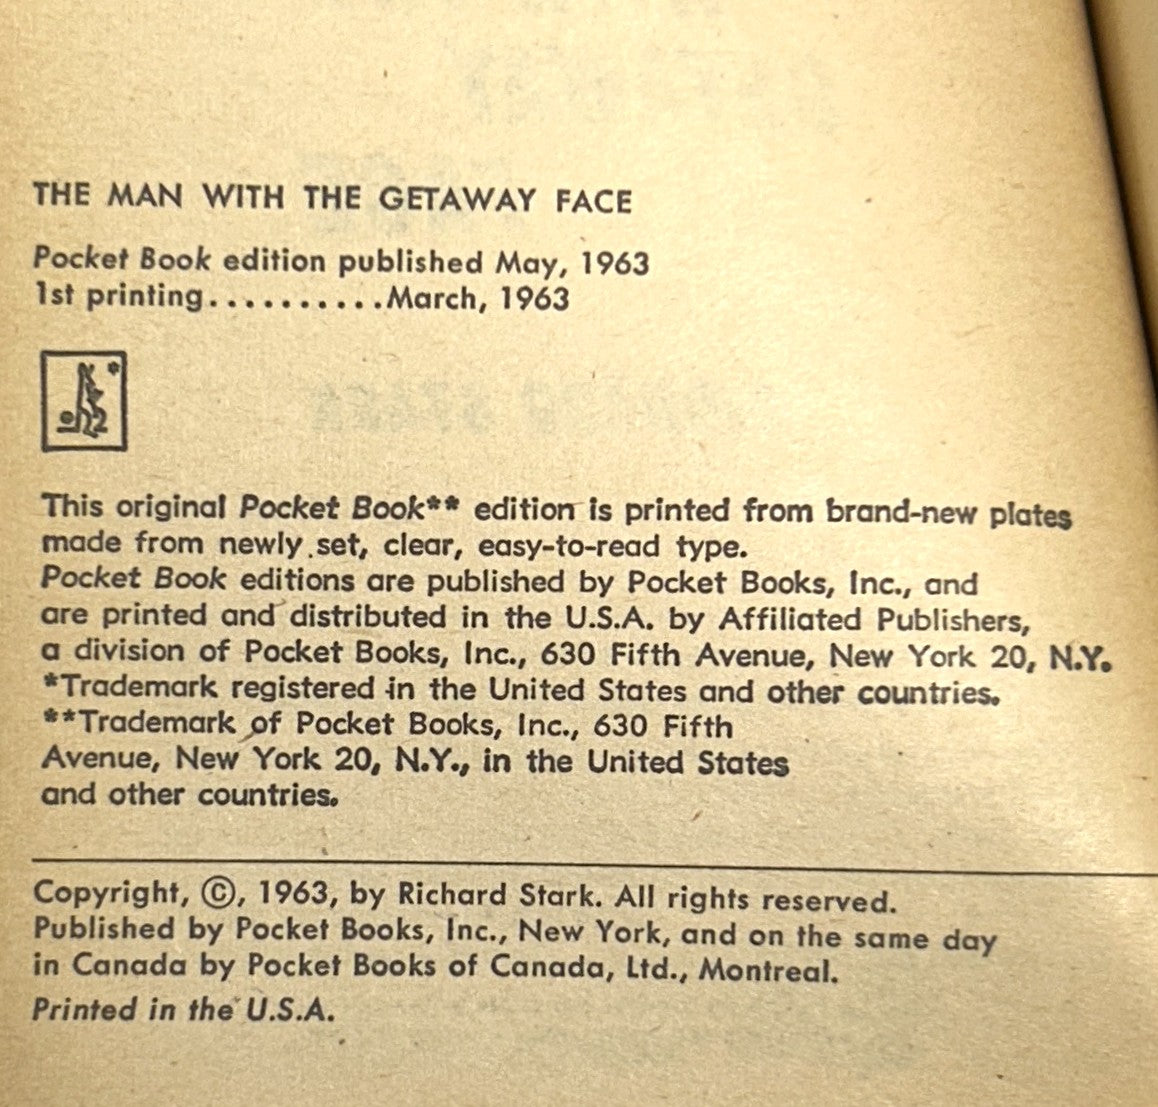 THE MAN WITH THE GETAWAY FACE
Pocket Book edition published May, 1963
1st printing..........March, 1963
This original Pocket Book** edition is printed from brand-new plates
made from newly set, clear, easy-to-read type.
Pocket Book editions are published by Pocket Books, Inc., and
are printed and distributed in the U.S.A. by Affiliated Publishers,
a division of Pocket Books, Inc., 630 Fifth Avenue, New York 20, N.Y.
*Trademark registered in the United States and other countries.
**Trademark of Pocket Books, Inc., 630 Fifth
Avenue, New York 20, N.Y., in the United States
and other countries.
Copyright, ©, 1963, by Richard Stark. All rights reserved.
Published by Pocket Books, Inc., New York, and on the same day
in Canada by Pocket Books of Canada, Ltd., Montreal.
Printed in the U.S.A.